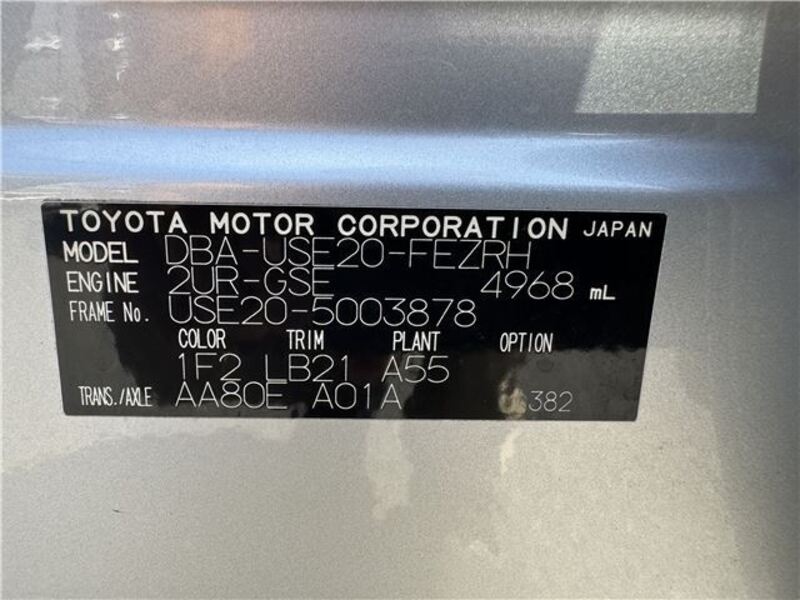 TOYOTA MOTOR CORPORATION JAPAN
MODEL DBA-USE20-FEZRH
ENGINE 2UR-GSE 4968 mL
FRAME No. USE20-5003878
COLOR TRIM PLANT OPTION
1F2 LB21 A55
TRANS./AXLE AA80E A01A 382